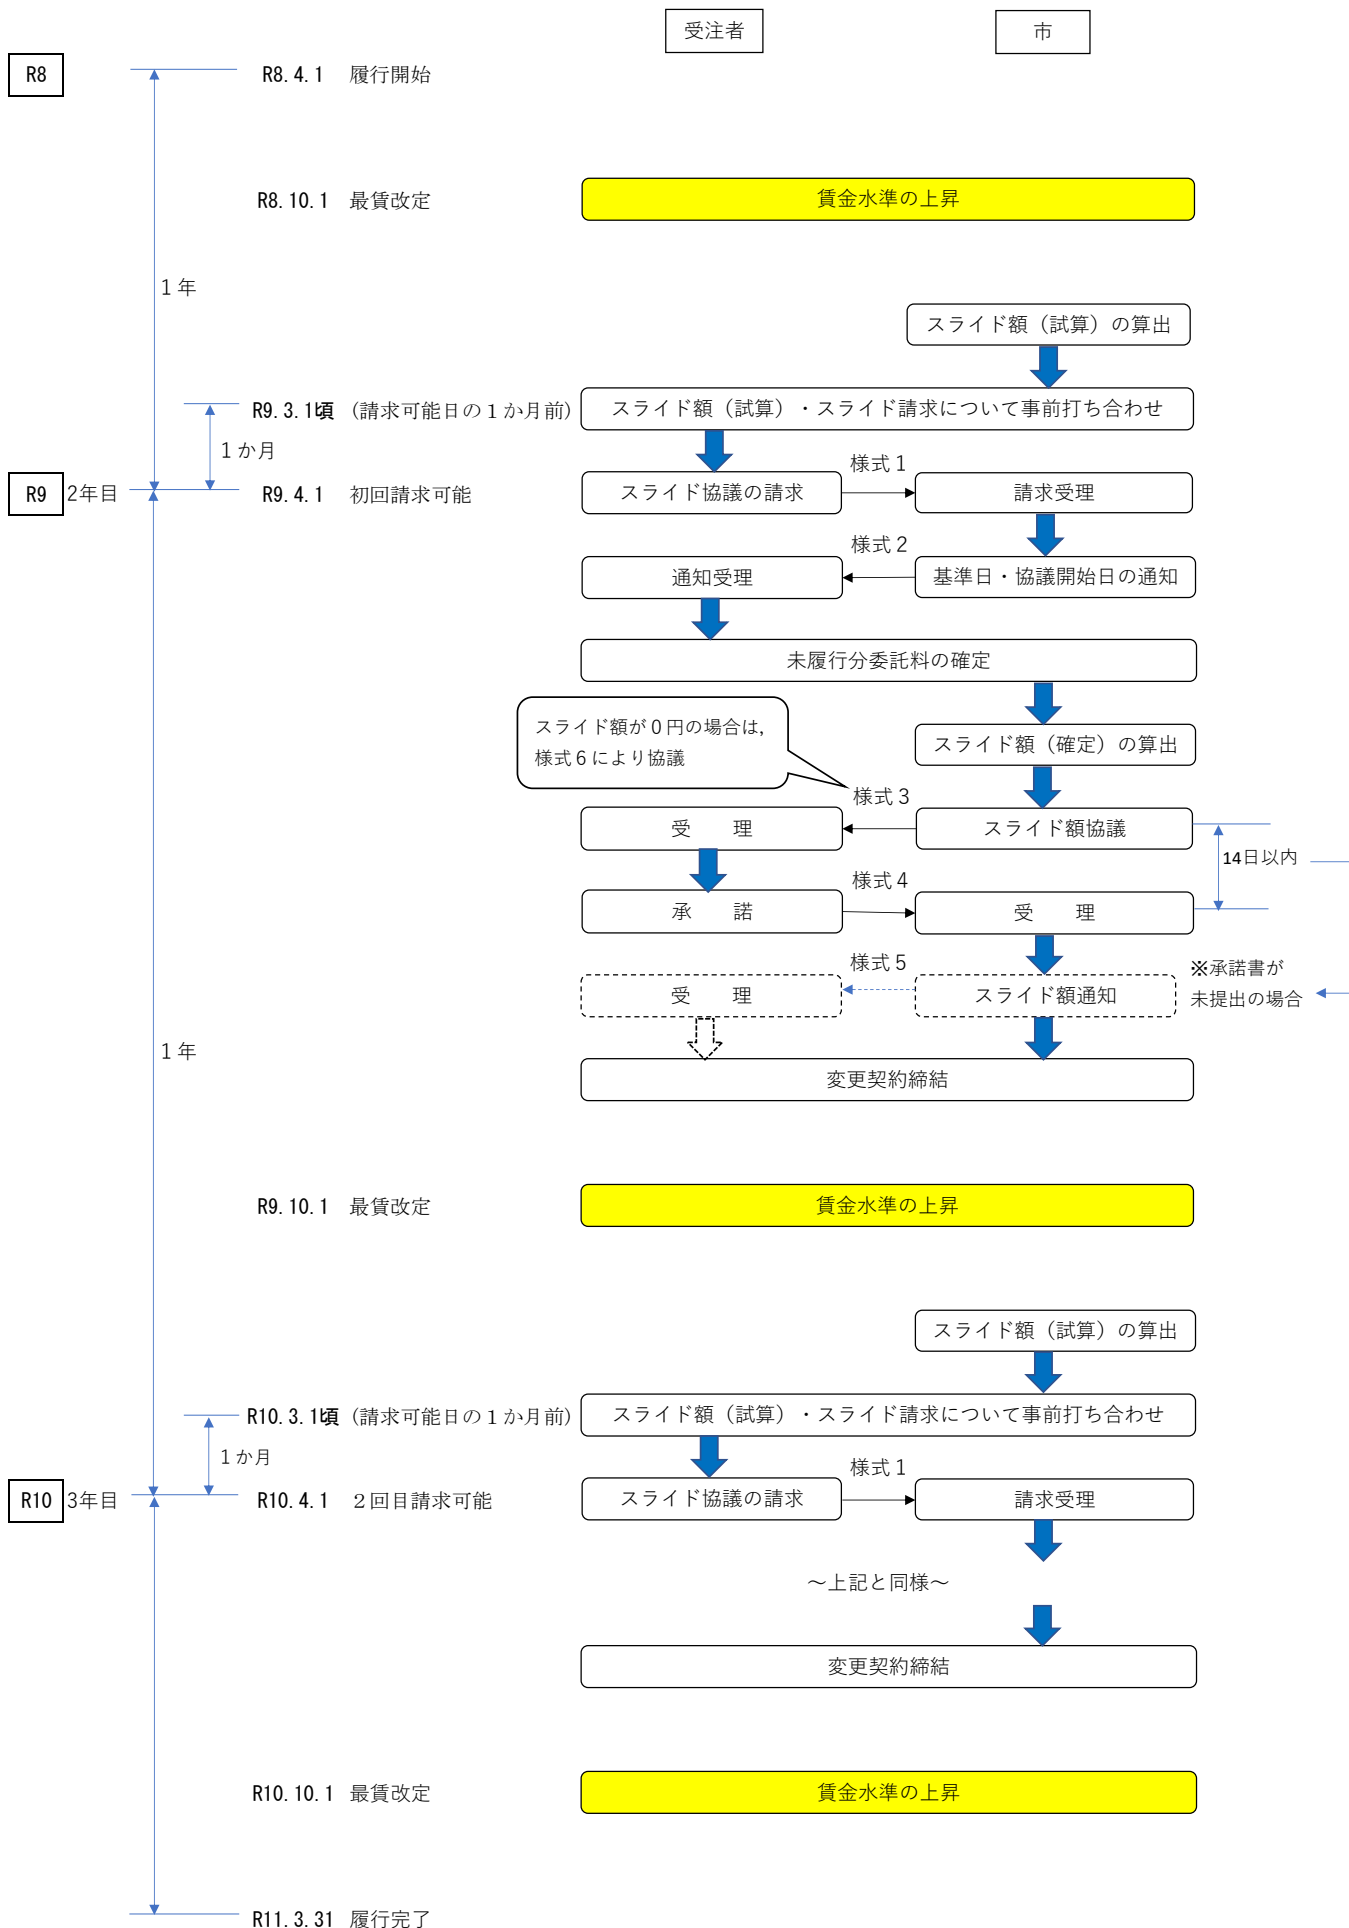 受注者
市
R8
R8.4.1 履行開始
R8.10.1 最賃改定
賃金水準の上昇
１年
スライド額（試算）の算出
R9.3.1頃（請求可能日の１か月前）
スライド額（試算）・スライド請求について事前打ち合わせ
１か月
様式１
R9
2年目
R9.4.1 初回請求可能
スライド協議の請求
請求受理
様式２
通知受理
基準日・協議開始日の通知
未履行分委託料の確定
スライド額が０円の場合は，
様式６により協議
スライド額（確定）の算出
様式３
受　理
スライド額協議
14日以内
様式４
承　諾
受　理
様式５
※承諾書が
未提出の場合
受　理
スライド額通知
１年
変更契約締結
R9.10.1 最賃改定
賃金水準の上昇
スライド額（試算）の算出
R10.3.1頃（請求可能日の１か月前）
スライド額（試算）・スライド請求について事前打ち合わせ
１か月
様式１
R10
3年目
R10.4.1 ２回目請求可能
スライド協議の請求
請求受理
～上記と同様～
変更契約締結
R10.10.1 最賃改定
賃金水準の上昇
R11.3.31 履行完了